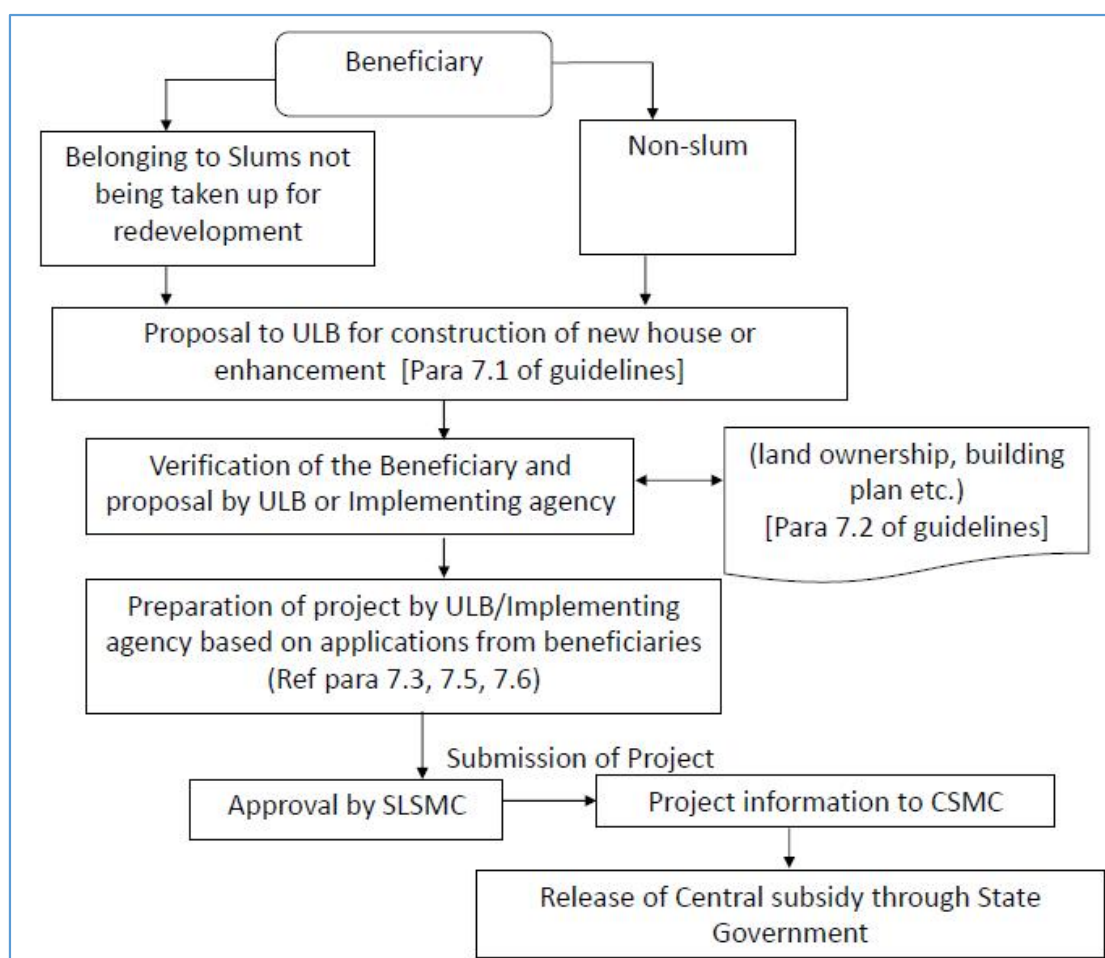 Beneficiary
Belonging to Slums not
being taken up for
redevelopment
Non-slum
Proposal to ULB for construction of new house or
enhancement [Para 7.1 of guidelines]
Verification of the Beneficiary and
proposal by ULB or Implementing agency
(land ownership, building
plan etc.)
[Para 7.2 of guidelines]
Preparation of project by ULB/Implementing
agency based on applications from beneficiaries
(Ref para 7.3, 7.5, 7.6)
Submission of Project
Approval by SLSMC
Project information to CSMC
Release of Central subsidy through State
Government